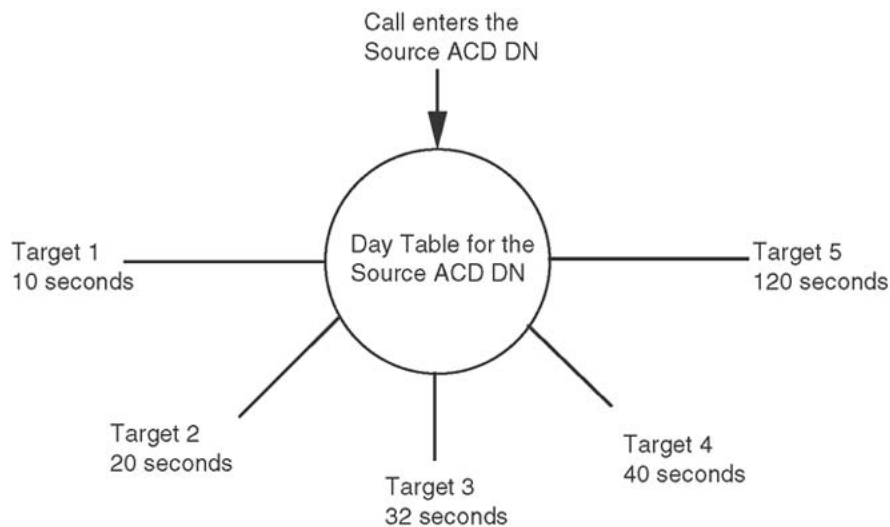 Call enters the
Source ACD DN
Day Table for the
Source ACD DN
Target 1
10 seconds
Target 5
120 seconds
Target 2
20 seconds
Target 4
40 seconds
Target 3
32 seconds